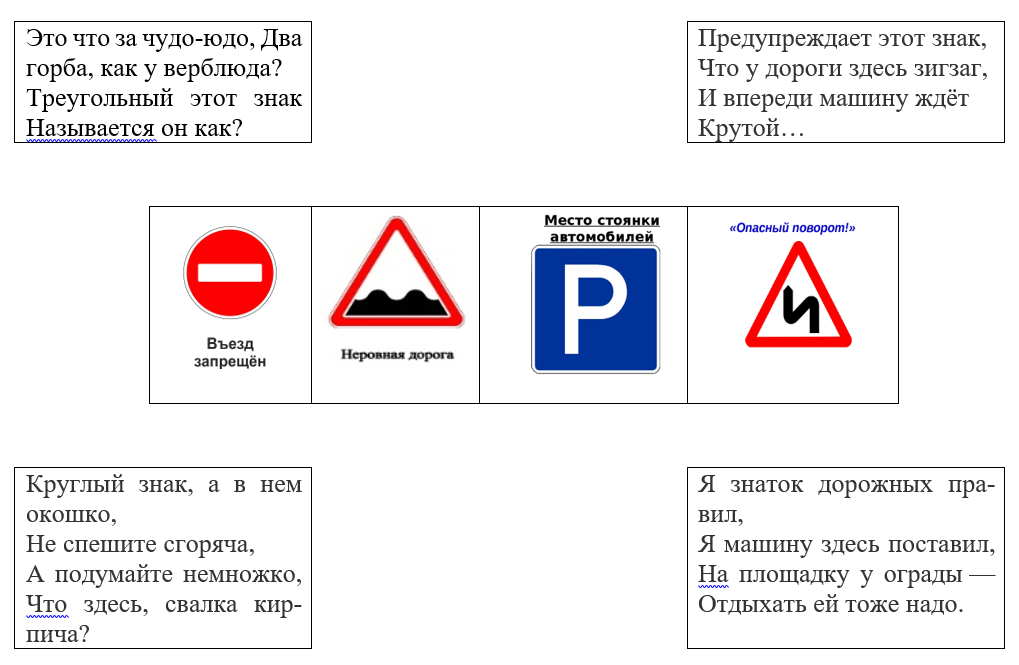 Это что за чудо-юдо, Два
горба, как у верблюда?
Треугольный этот знак
Называется он как?
Предупреждает этот знак,
Что у дороги здесь зигзаг,
И впереди машину ждёт
Крутой…
Въезд
запрещён
Неровная дорога
Место стоянки
автомобилей
P
«Опасный поворот!»
Круглый знак, а в нем
окошко,
Не спешите сгоряча,
А подумайте немножко,
Что здесь, свалка кир-
пича?
Я знаток дорожных пра-
вил,
Я машину здесь поставил,
На площадку у ограды —
Отдыхать ей тоже надо.